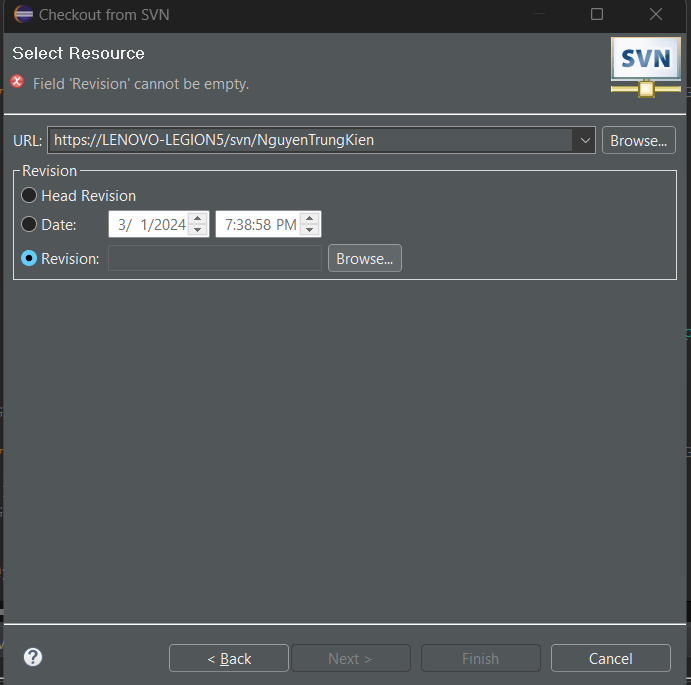 Checkout from SVN
Select Resource
Field 'Revision' cannot be empty.
SVN
URL: https://LENOVO-LEGION5/svn/NguyenTrungKien Browse...
Revision
Head Revision
Date: 3/ 1/2024 7:38:58 PM
Revision: Browse...
? < Back Next > Finish Cancel